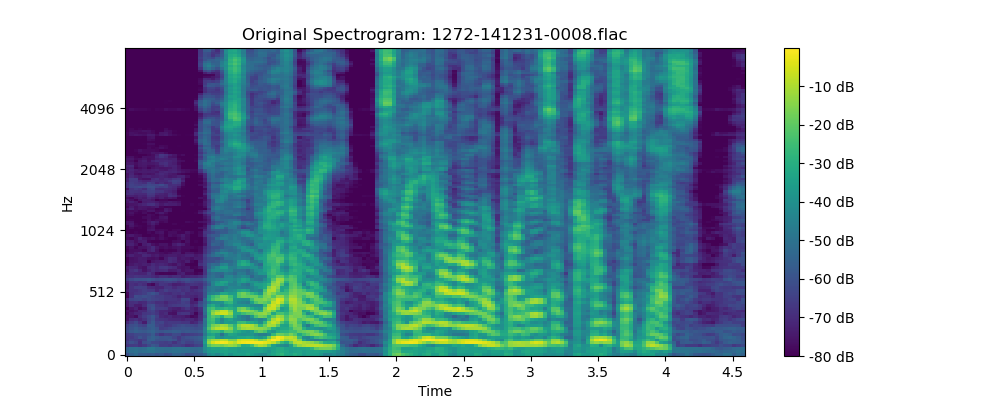 Original Spectrogram: 1272-141231-0008.flac
Hz
4096
2048
1024
512
0
0
0.5
1
1.5
2
2.5
3
3.5
4
4.5
Time
-10 dB
-20 dB
-30 dB
-40 dB
-50 dB
-60 dB
-70 dB
-80 dB